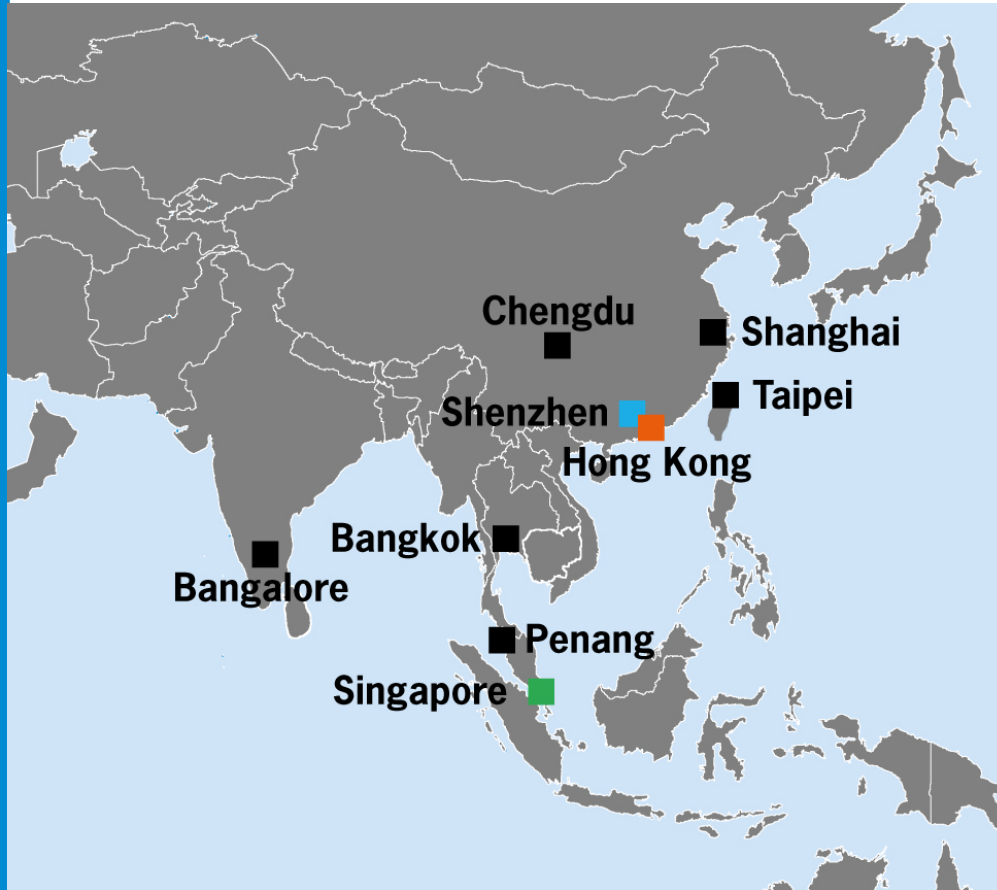 Chengdu
Shanghai
Taipei
Shenzhen
Hong Kong
Bangkok
Bangalore
Penang
Singapore